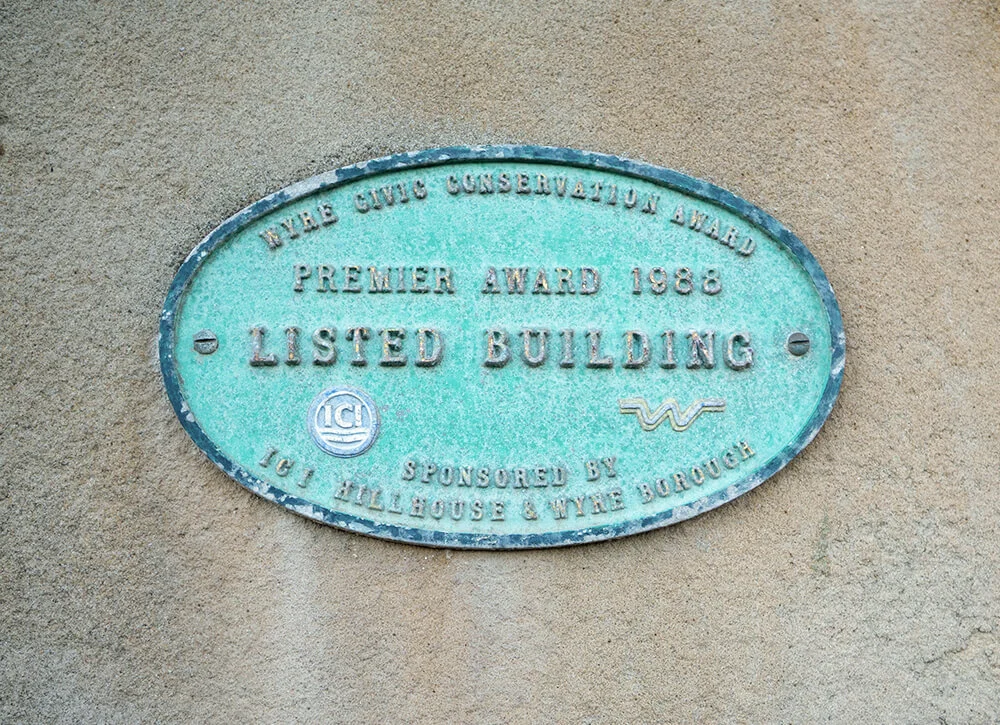 WYRE CIVIC CONSERVATION AWARD
PREMIER AWARD 1988
LISTED BUILDING
ICI
SPONSORED BY
ICI HILLHOUSE & WYRE BOROUGH